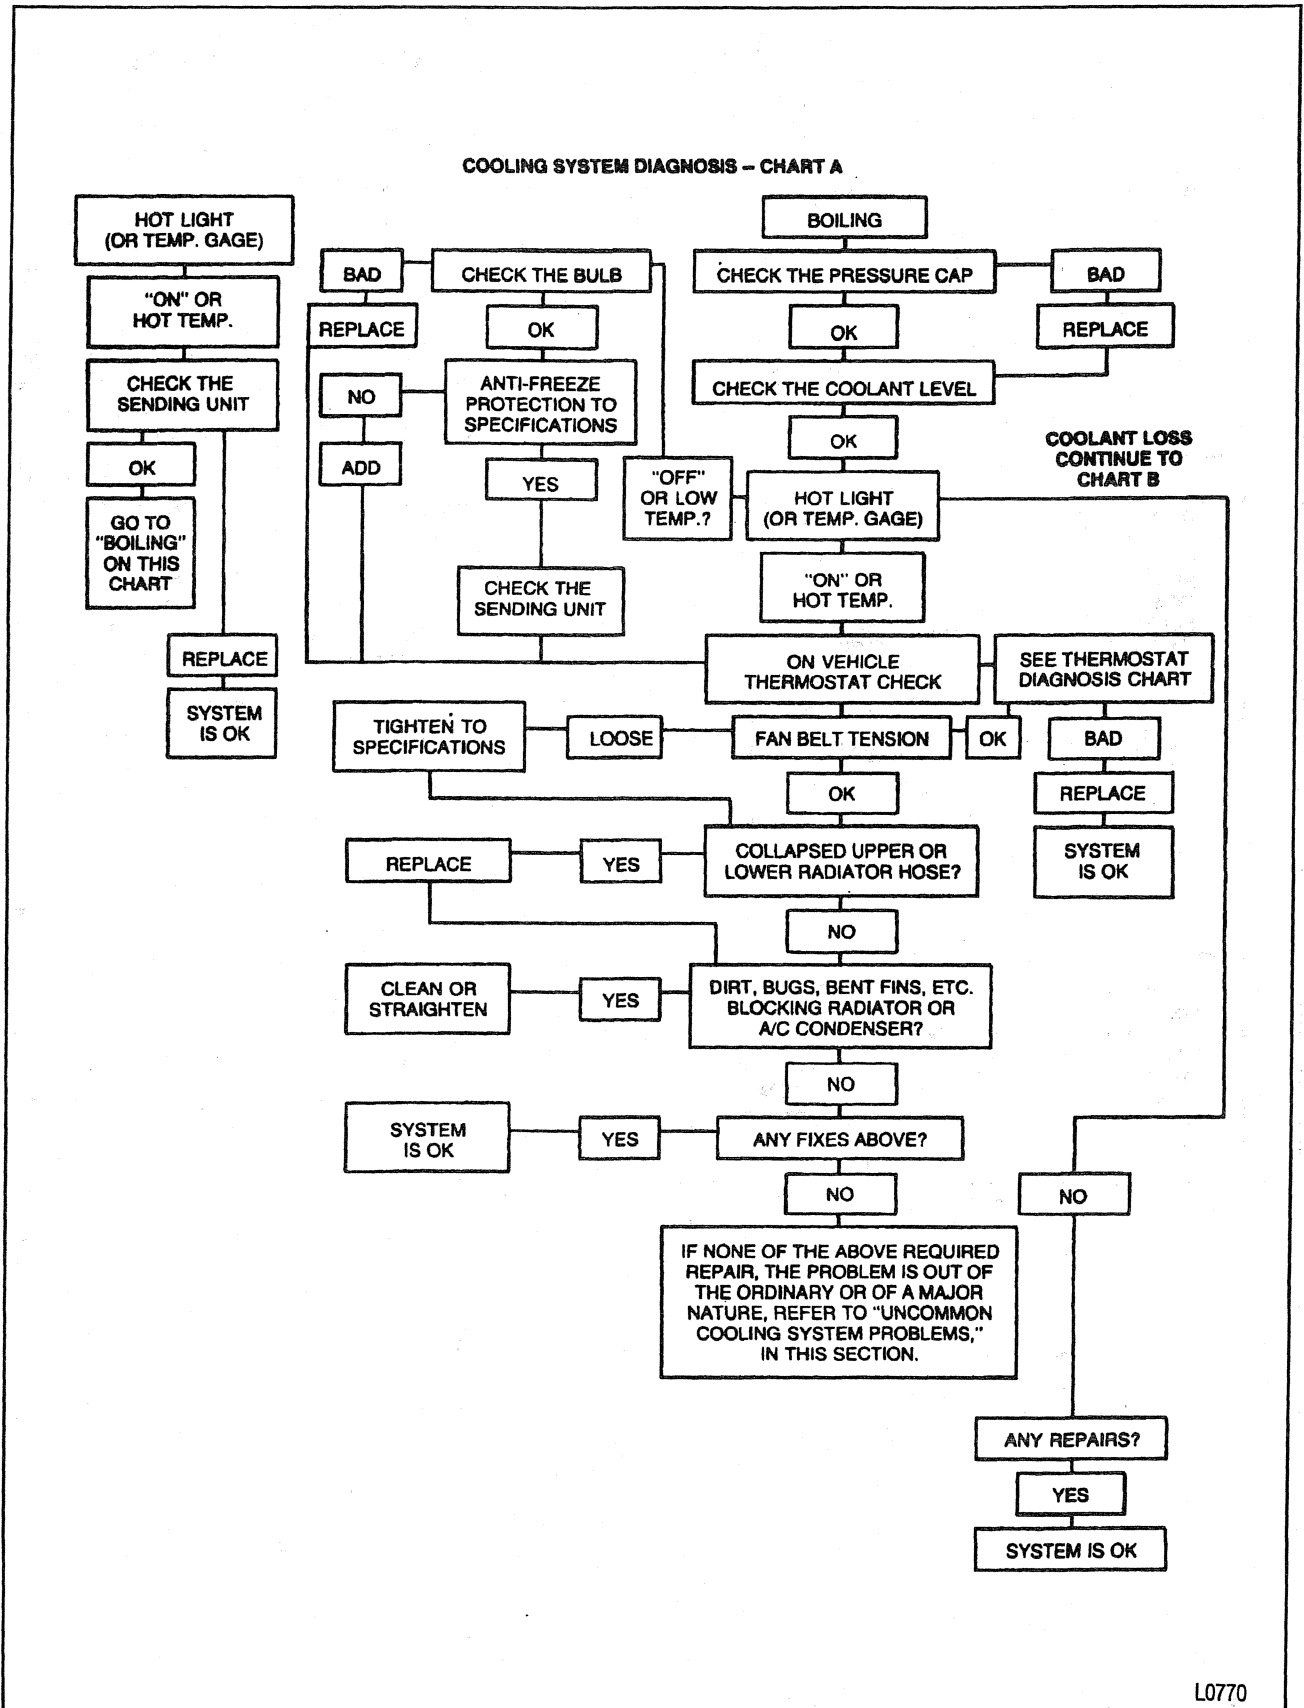 COOLING SYSTEM DIAGNOSIS – CHART A
HOT LIGHT
(OR TEMP. GAGE)
"ON" OR
HOT TEMP.
CHECK THE
SENDING UNIT
OK
GO TO
"BOILING"
ON THIS
CHART
REPLACE
SYSTEM
IS OK
BAD
CHECK THE BULB
REPLACE
OK
NO
ANTI-FREEZE
PROTECTION TO
SPECIFICATIONS
ADD
YES
CHECK THE
SENDING UNIT
"OFF"
OR LOW
TEMP.?
BOILING
CHECK THE PRESSURE CAP
BAD
OK
REPLACE
CHECK THE COOLANT LEVEL
OK
COOLANT LOSS
CONTINUE TO
CHART B
HOT LIGHT
(OR TEMP. GAGE)
"ON" OR
HOT TEMP.
ON VEHICLE
THERMOSTAT CHECK
SEE THERMOSTAT
DIAGNOSIS CHART
TIGHTEN TO
SPECIFICATIONS
LOOSE
FAN BELT TENSION
OK
BAD
OK
REPLACE
REPLACE
YES
COLLAPSED UPPER OR
LOWER RADIATOR HOSE?
SYSTEM
IS OK
NO
CLEAN OR
STRAIGHTEN
YES
DIRT, BUGS, BENT FINS, ETC.
BLOCKING RADIATOR OR
A/C CONDENSER?
NO
SYSTEM
IS OK
YES
ANY FIXES ABOVE?
NO
NO
IF NONE OF THE ABOVE REQUIRED
REPAIR, THE PROBLEM IS OUT OF
THE ORDINARY OR OF A MAJOR
NATURE, REFER TO "UNCOMMON
COOLING SYSTEM PROBLEMS,"
IN THIS SECTION.
ANY REPAIRS?
YES
SYSTEM IS OK
L0770